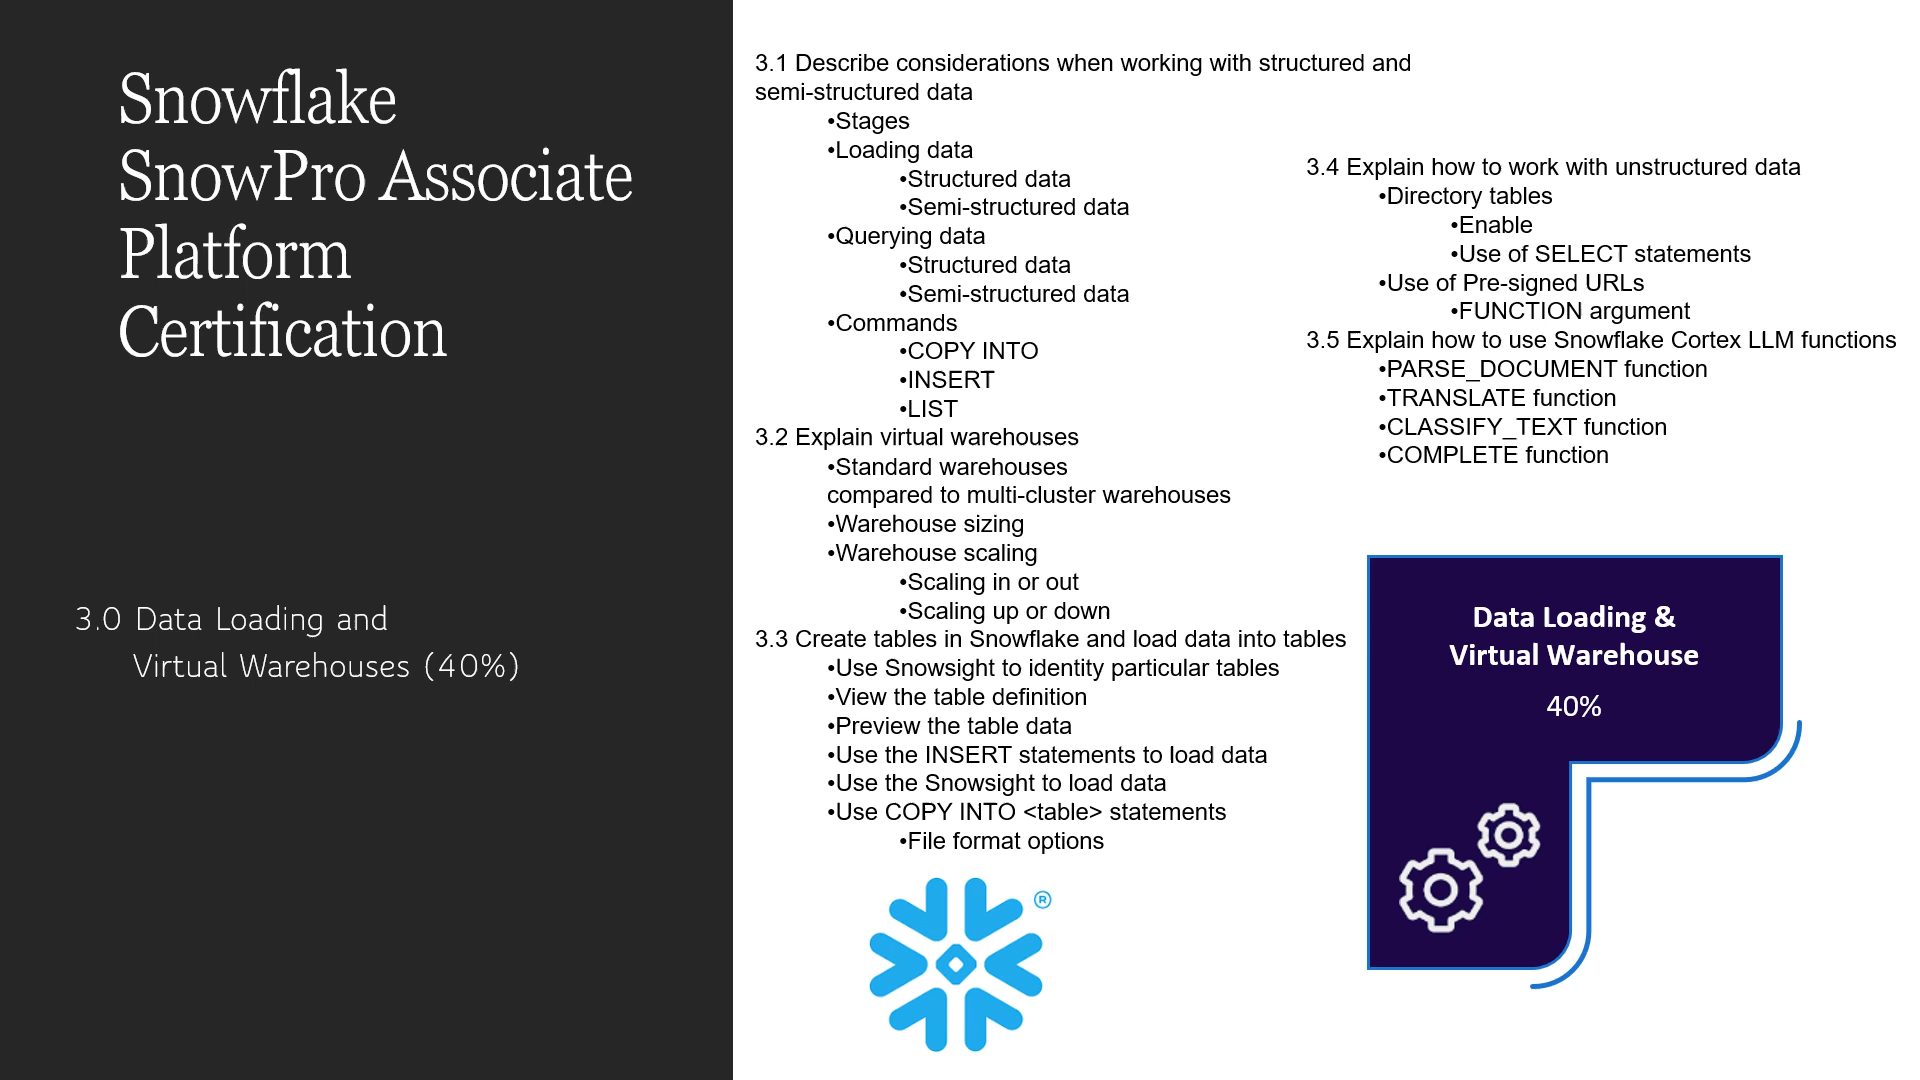 Snowflake
SnowPro Associate
Platform
Certification
3.0 Data Loading and
Virtual Warehouses (40%)
3.1 Describe considerations when working with structured and
semi-structured data
•Stages
•Loading data
•Structured data
•Semi-structured data
•Querying data
•Structured data
•Semi-structured data
•Commands
•COPY INTO
•INSERT
•LIST
3.2 Explain virtual warehouses
•Standard warehouses
compared to multi-cluster warehouses
•Warehouse sizing
•Warehouse scaling
•Scaling in or out
•Scaling up or down
3.3 Create tables in Snowflake and load data into tables
•Use Snowsight to identity particular tables
•View the table definition
•Preview the table data
•Use the INSERT statements to load data
•Use the Snowsight to load data
•Use COPY INTO <table> statements
•File format options
3.4 Explain how to work with unstructured data
•Directory tables
•Enable
•Use of SELECT statements
•Use of Pre-signed URLs
•FUNCTION argument
3.5 Explain how to use Snowflake Cortex LLM functions
•PARSE_DOCUMENT function
•TRANSLATE function
•CLASSIFY_TEXT function
•COMPLETE function
Data Loading &
Virtual Warehouse
40%
®